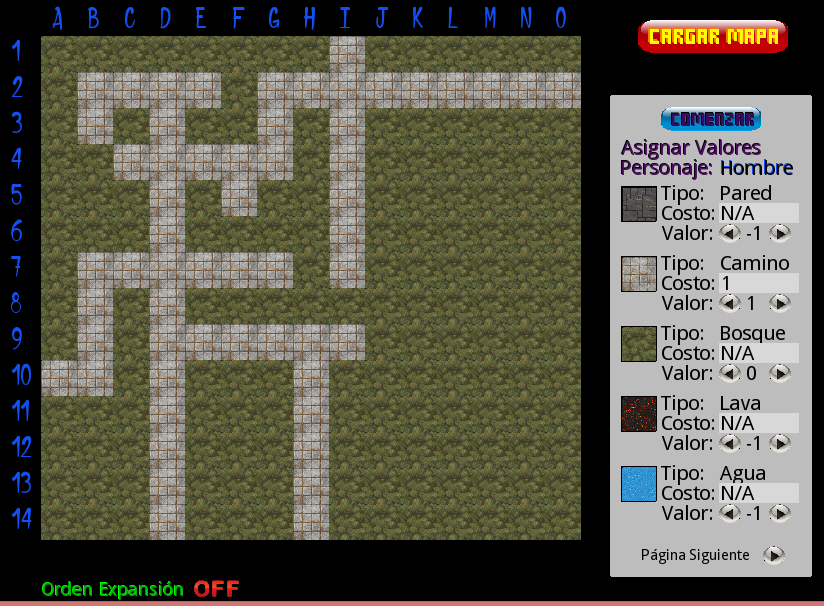 A B C D E F G H I J K L M N O
CARGAR MAPA
1
2
3
4
5
6
7
8
9
10
11
12
13
14
COMENZAR
Asignar Valores
Personaje: Hombre
Tipo: Pared
Costo: N/A
Valor: -1
Tipo: Camino
Costo: 1
Valor: 1
Tipo: Bosque
Costo: N/A
Valor: 0
Tipo: Lava
Costo: N/A
Valor: -1
Tipo: Agua
Costo: N/A
Valor: -1
Página Siguiente
Orden Expansión OFF